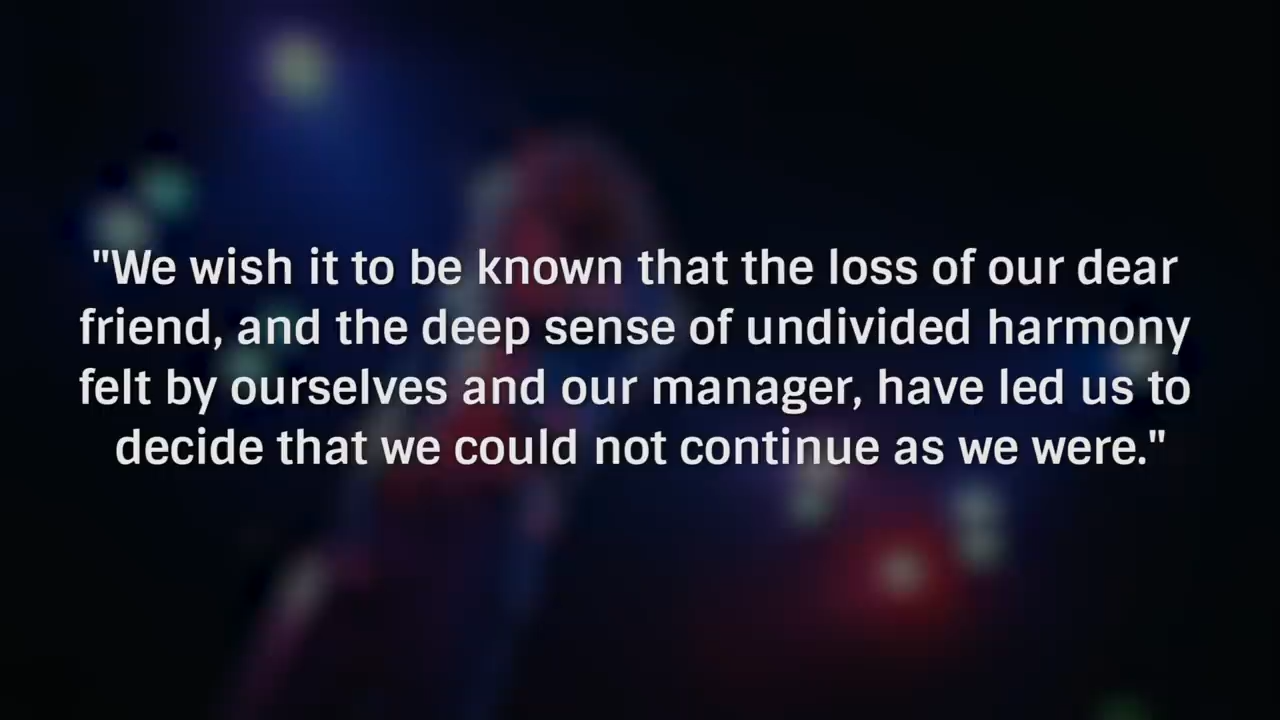 "We wish it to be known that the loss of our dear
friend, and the deep sense of undivided harmony
felt by ourselves and our manager, have led us to
decide that we could not continue as we were."